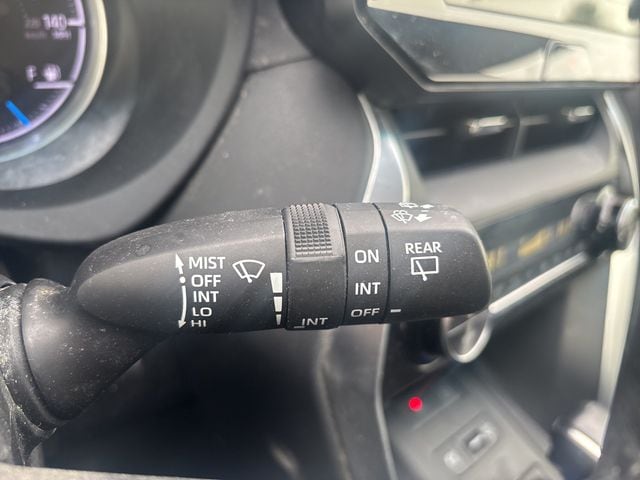 140
F
MIST
OFF
INT
LO
HI
INT
ON
INT
OFF
REAR